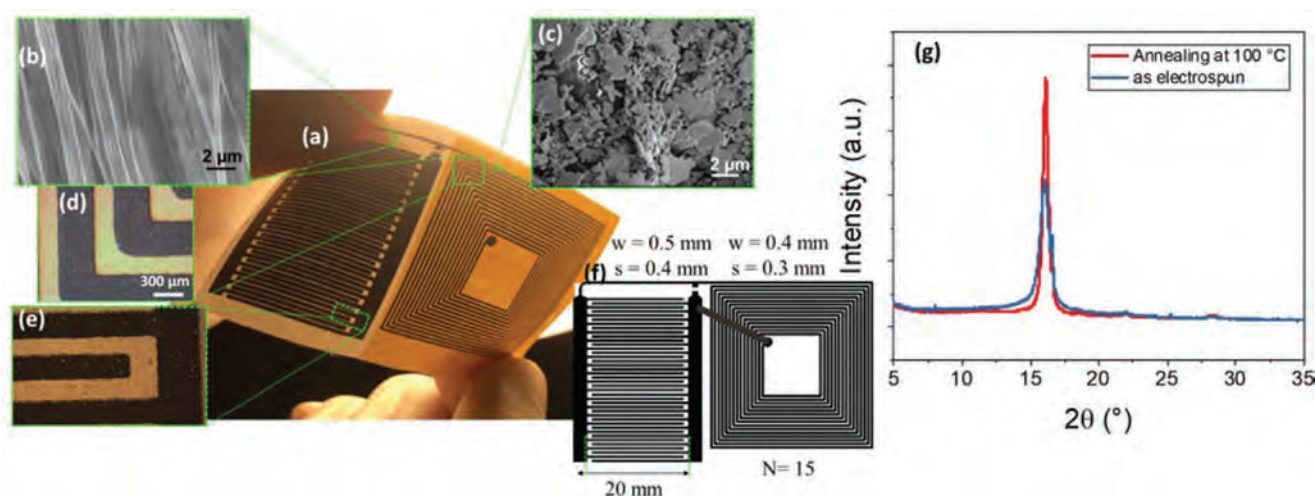 (b)
2 µm
(a)
(c)
2 µm
(d)
300 µm
(e)
w = 0.5 mm
s = 0.4 mm
w = 0.4 mm
s = 0.3 mm
(f)
N= 15
20 mm
(g)
Annealing at 100 °C
as electrospun
Intensity (a.u.)
5
10
15
20
25
30
35
2θ (°)